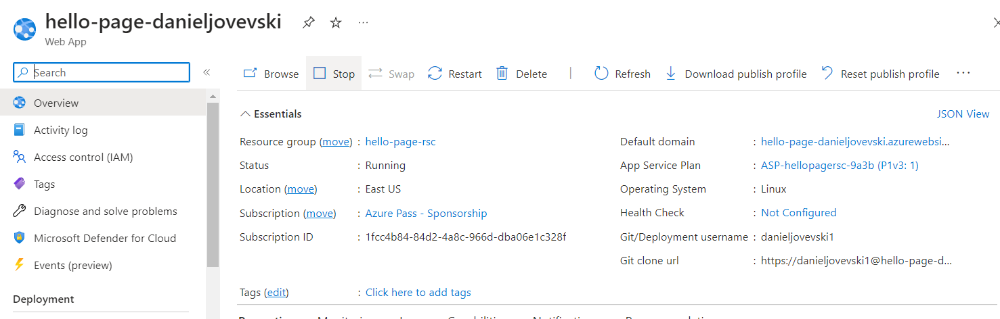 hello-page-danieljovevski
Web App
Search
Overview
Activity log
Access control (IAM)
Tags
Diagnose and solve problems
Microsoft Defender for Cloud
Events (preview)
Deployment
Browse Stop Swap Restart Delete Refresh Download publish profile Reset publish profile
Essentials JSON View
Resource group (move) : hello-page-rsc
Status : Running
Location (move) : East US
Subscription (move) : Azure Pass - Sponsorship
Subscription ID : 1fcc4b84-84d2-4a8c-966d-dba06e1c328f
Default domain : hello-page-danieljovevski.azurewebsi...
App Service Plan : ASP-hellopagersc-9a3b (P1v3: 1)
Operating System : Linux
Health Check : Not Configured
Git/Deployment username : danieljovevski1
Git clone url : https://danieljovevski1@hello-page-d...
Tags (edit) : Click here to add tags